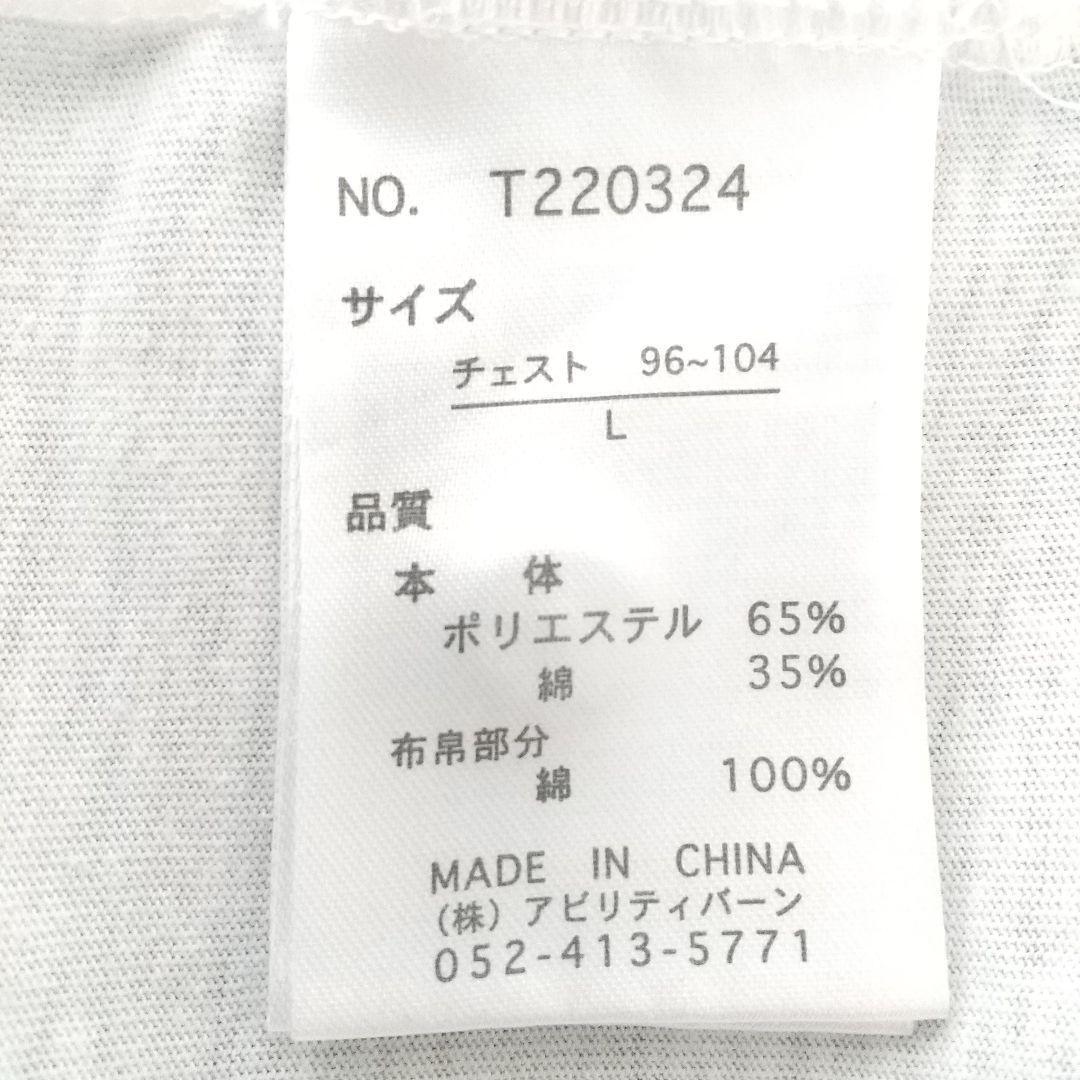 NO. T220324
サイズ
チェスト 96~104
L
品質
本 体
ポリエステル 65%
綿 35%
布帛部分
綿 100%
MADE IN CHINA
(株)アビリティバーン
052-413-5771